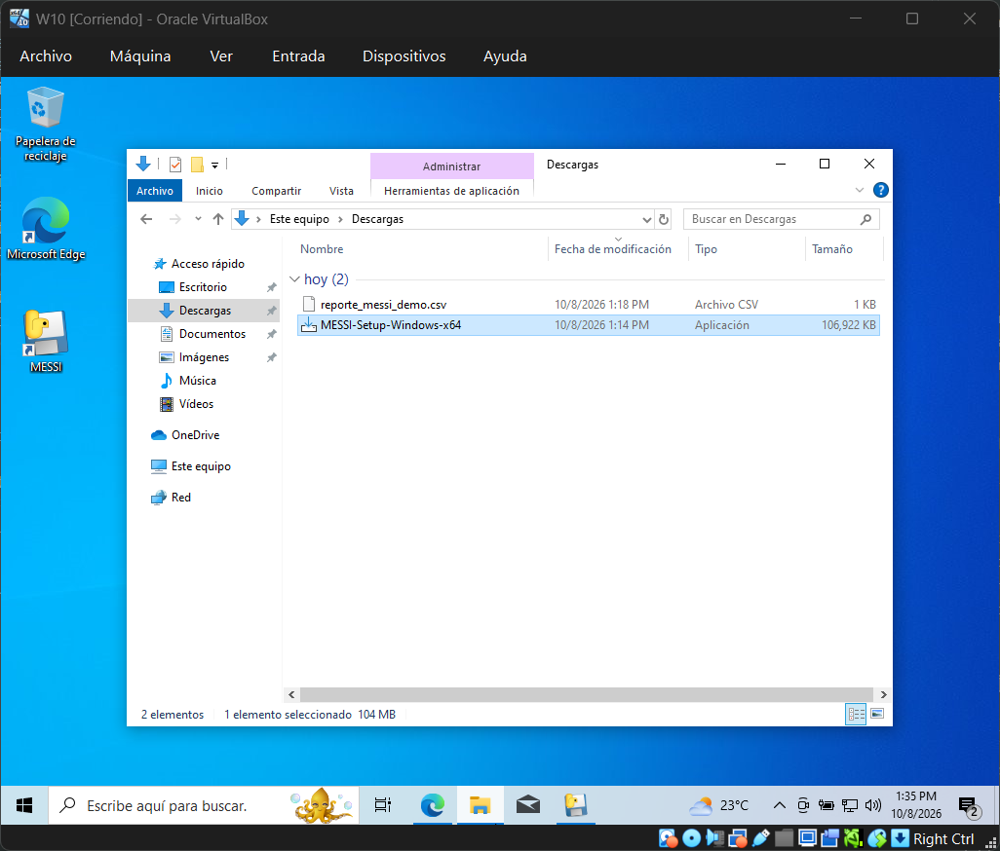 W10 [Corriendo] - Oracle VirtualBox
Archivo Máquina Ver Entrada Dispositivos Ayuda
Papelera de
reciclaje
Microsoft Edge
MESSI
Administrar
Descargas
Archivo Inicio Compartir Vista Herramientas de aplicación
Este equipo Descargas
Buscar en Descargas
Acceso rápido
Escritorio
Descargas
Documentos
Imágenes
Música
Vídeos
OneDrive
Este equipo
Red
Nombre Fecha de modificación Tipo Tamaño
hoy (2)
reporte_messi_demo.csv 10/8/2026 1:18 PM Archivo CSV 1 KB
MESSI-Setup-Windows-x64 10/8/2026 1:14 PM Aplicación 106,922 KB
2 elementos 1 elemento seleccionado 104 MB
Escribe aquí para buscar.
23°C
1:35 PM
10/8/2026
2
Right Ctrl